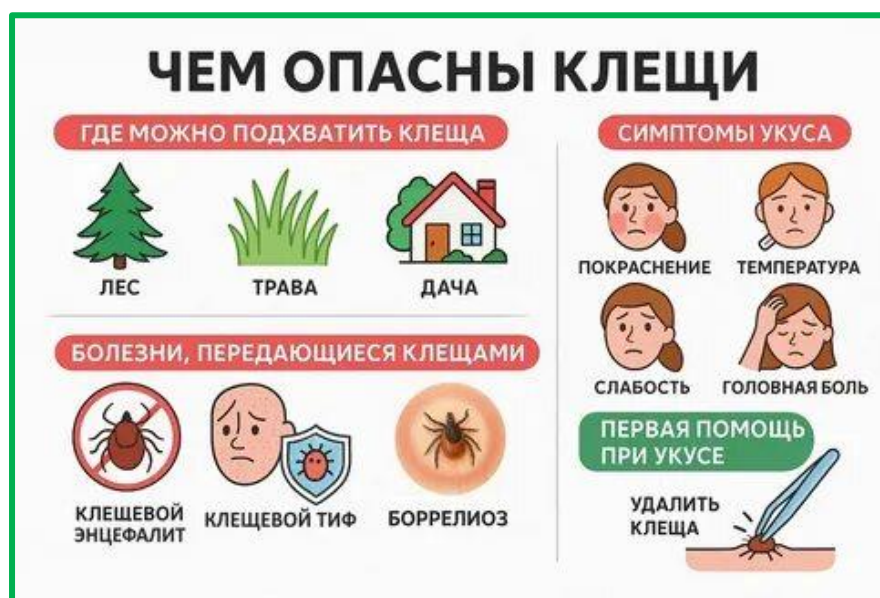 ЧЕМ ОПАСНЫ КЛЕЩИ
ГДЕ МОЖНО ПОДХВАТИТЬ КЛЕЩА
ЛЕС
ТРАВА
ДАЧА
БОЛЕЗНИ, ПЕРЕДАЮЩИЕСЯ КЛЕЩАМИ
КЛЕЩЕВОЙ
ЭНЦЕФАЛИТ
КЛЕЩЕВОЙ ТИФ
БОРРЕЛИОЗ
СИМПТОМЫ УКУСА
ПОКРАСНЕНИЕ
ТЕМПЕРАТУРА
СЛАБОСТЬ
ГОЛОВНАЯ БОЛЬ
ПЕРВАЯ ПОМОЩЬ
ПРИ УКУСЕ
УДАЛИТЬ
КЛЕЩА